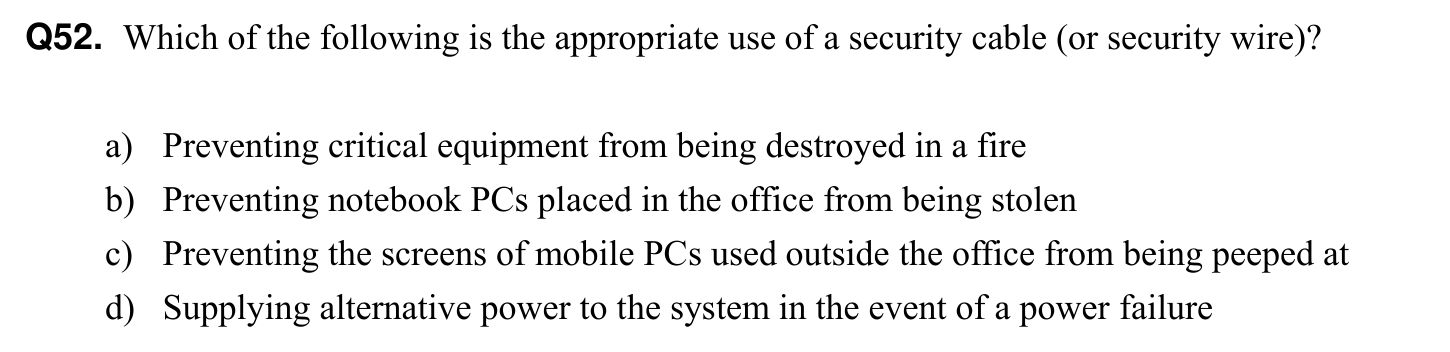 Q52. Which of the following is the appropriate use of a security cable (or security wire)?
a) Preventing critical equipment from being destroyed in a fire
b) Preventing notebook PCs placed in the office from being stolen
c) Preventing the screens of mobile PCs used outside the office from being peeped at
d) Supplying alternative power to the system in the event of a power failure